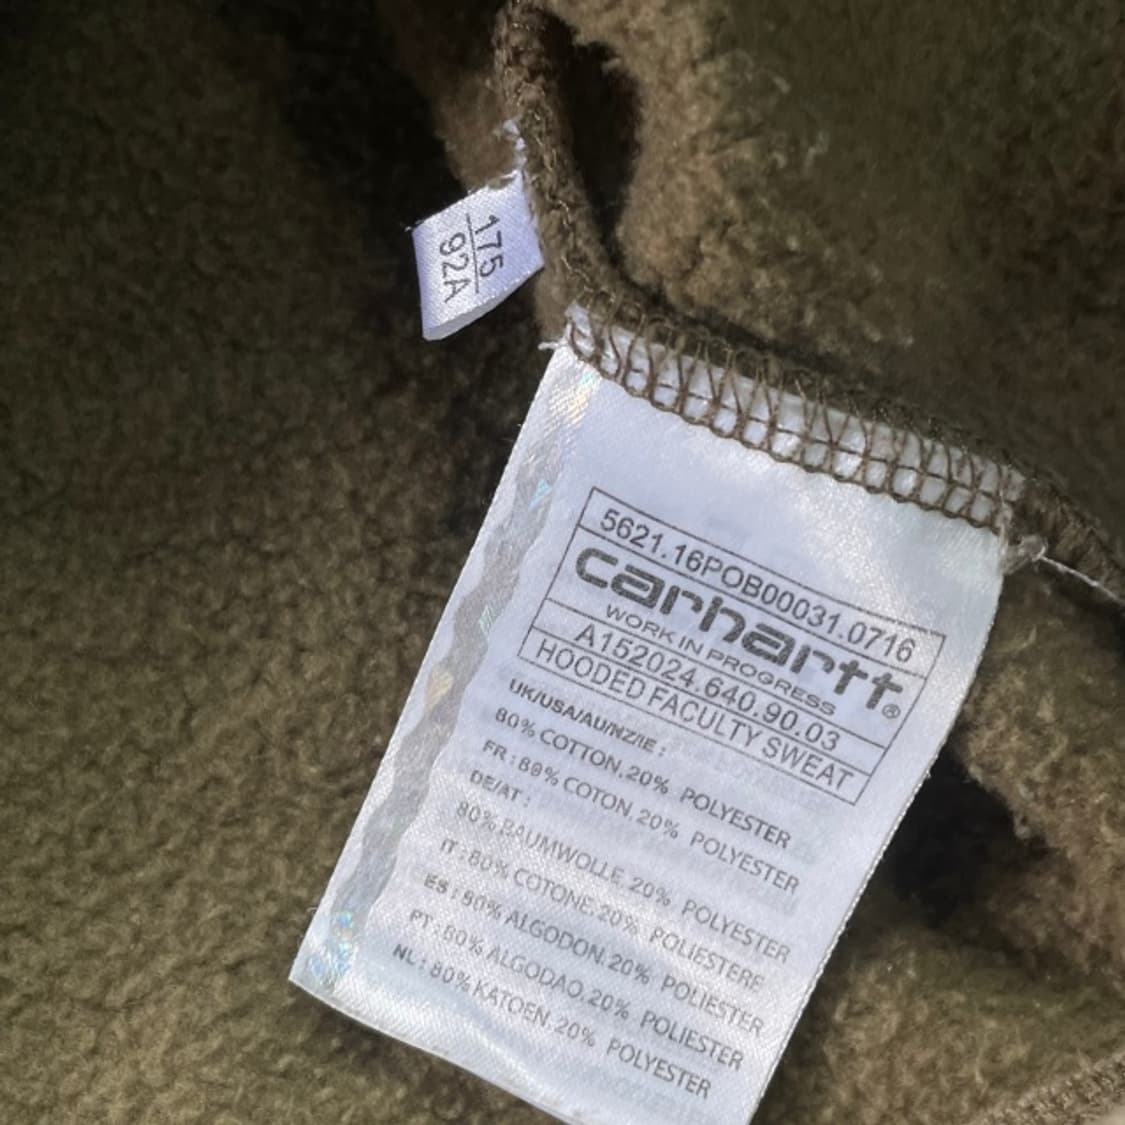 175
92A
5621.16POB00031.0716
carhartt®
WORK IN PROGRESS
A152024.640.90.03
HOODED FACULTY SWEAT
UK/USA/AU/NZ/IE :
80% COTTON, 20% POLYESTER
FR : 80% COTON, 20% POLYESTER
DE/AT :
80% BAUMWOLLE, 20% POLYESTER
IT : 80% COTONE, 20% POLIESTERE
ES : 80% ALGODON, 20% POLIESTER
PT : 80% ALGODAO, 20% POLIESTER
NL : 80% KATOEN, 20% POLYESTER